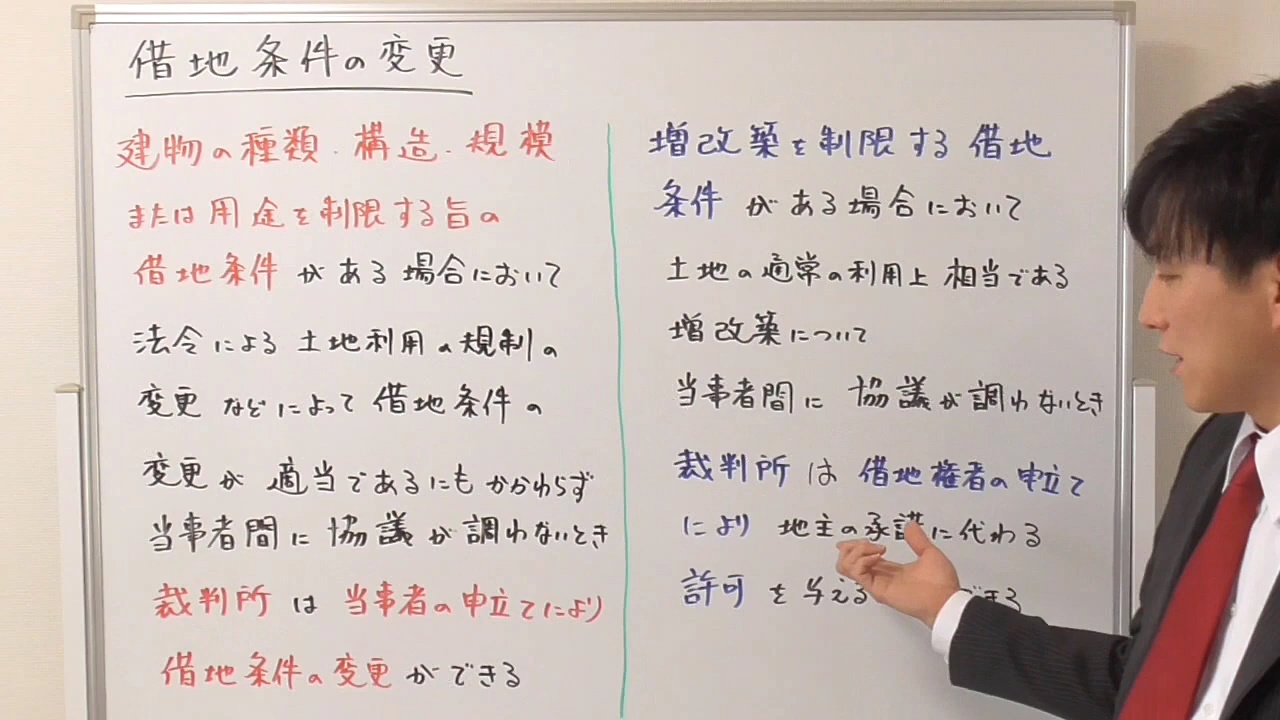 借地条件の変更
建物の種類・構造・規模
または用途を制限する旨の
借地条件がある場合において
法令による土地利用の規制の
変更などによって借地条件の
変更が適当であるにもかかわらず
当事者間に協議が調わないとき
裁判所は当事者の申立てにより
借地条件の変更ができる
増改築を制限する借地
条件がある場合において
土地の通常の利用上相当である
増改築について
当事者間に協議が調わないとき
裁判所は借地権者の申立て
により地主の承諾に代わる
許可を与える できる